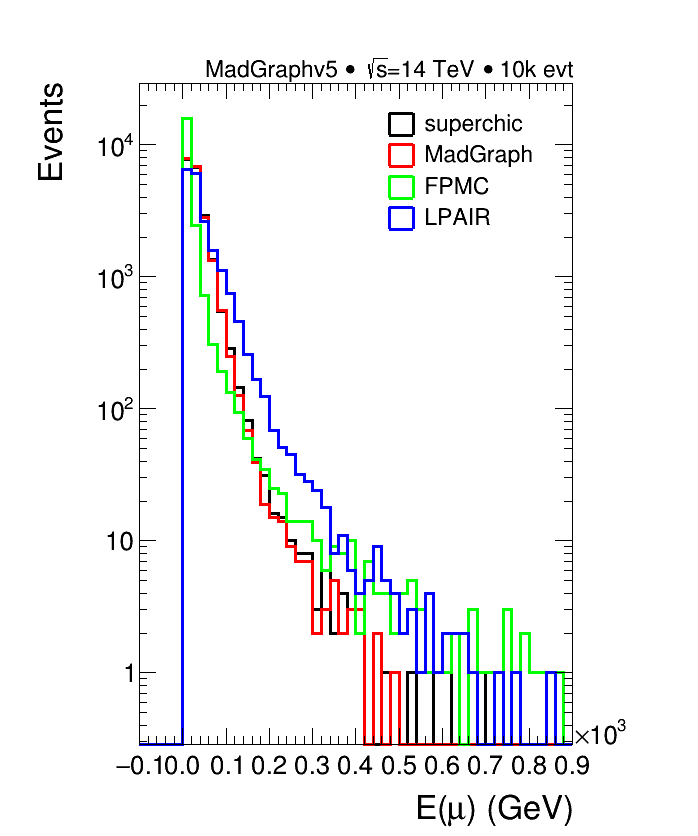 MadGraphv5 • √s=14 TeV • 10k evt
Events
superchic
MadGraph
FPMC
LPAIR
10⁴
10³
10²
10
1
×10³
−0.1 0.0 0.1 0.2 0.3 0.4 0.5 0.6 0.7 0.8 0.9
E(μ) (GeV)